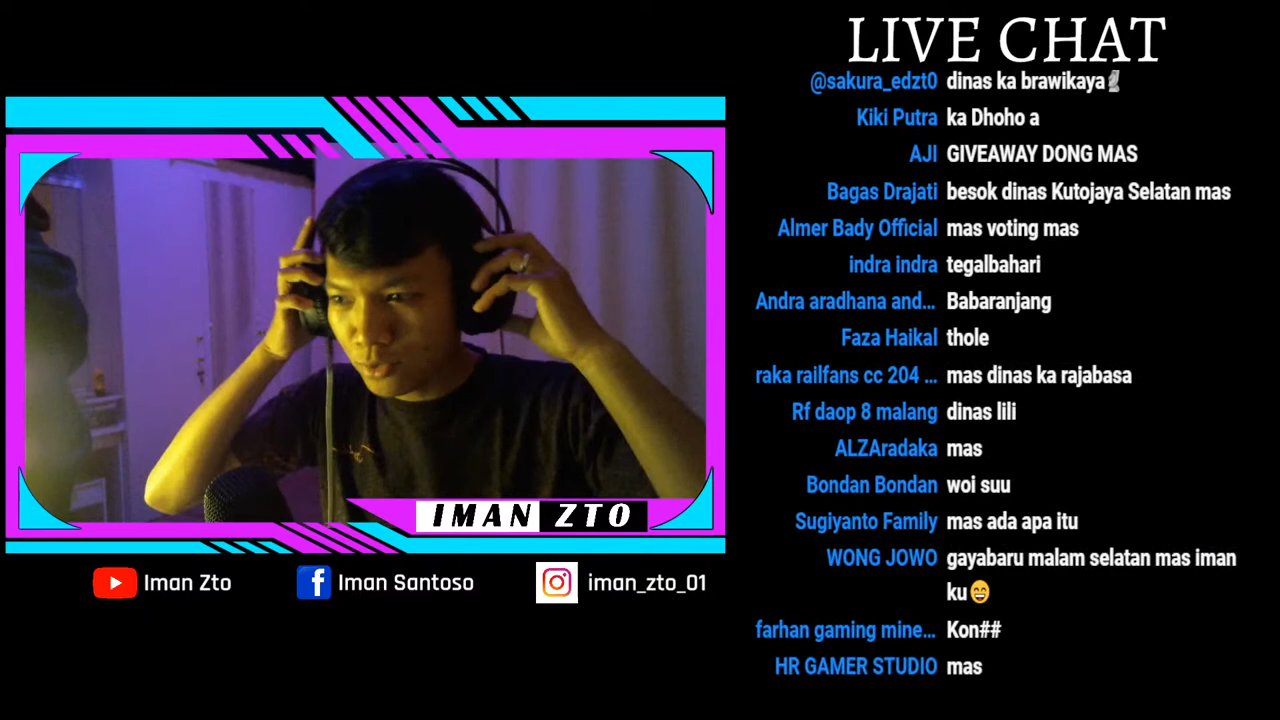 LIVE CHAT
@sakura_edzt0 dinas ka brawikaya🗿
Kiki Putra ka Dhoho a
AJI GIVEAWAY DONG MAS
Bagas Drajati besok dinas Kutojaya Selatan mas
Almer Bady Official mas voting mas
indra indra tegalbahari
Andra aradhana and... Babaranjang
Faza Haikal thole
raka railfans cc 204 ... mas dinas ka rajabasa
Rf daop 8 malang dinas lili
ALZAradaka mas
Bondan Bondan woi suu
Sugiyanto Family mas ada apa itu
WONG JOWO gayabaru malam selatan mas iman
ku😁
farhan gaming mine... Kon##
HR GAMER STUDIO mas
IMAN ZTO
Iman Zto
Iman Santoso
iman_zto_01